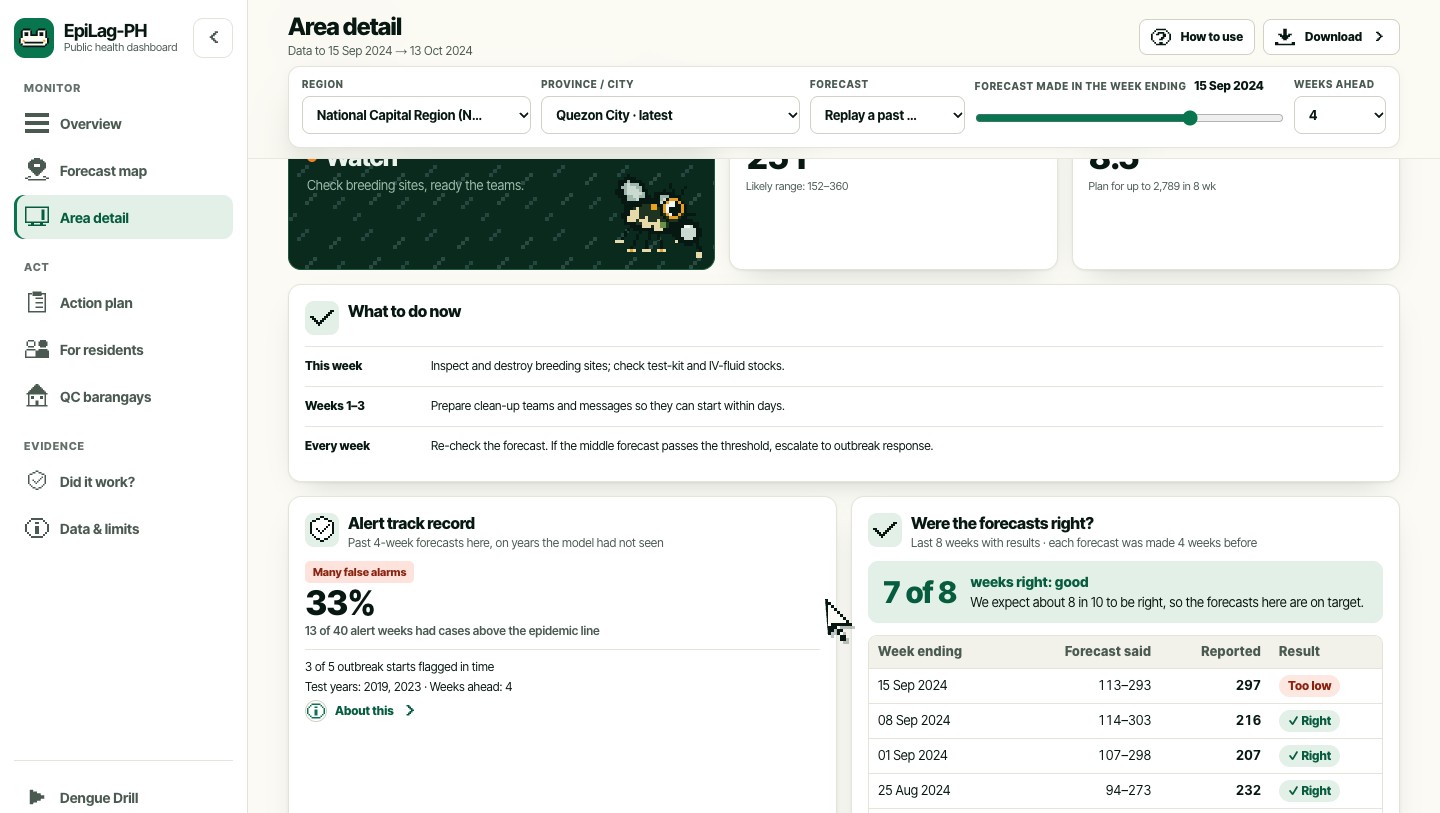 EpiLag-PH
Public health dashboard
MONITOR
Overview
Forecast map
Area detail
ACT
Action plan
For residents
QC barangays
EVIDENCE
Did it work?
Data & limits
Dengue Drill
Area detail
Data to 15 Sep 2024 → 13 Oct 2024
How to use
Download
REGION
National Capital Region (N...
PROVINCE / CITY
Quezon City · latest
FORECAST
Replay a past ...
FORECAST MADE IN THE WEEK ENDING 15 Sep 2024
WEEKS AHEAD
4
Watch
Check breeding sites, ready the teams.
Likely range: 152–360
Plan for up to 2,789 in 8 wk
What to do now
This week Inspect and destroy breeding sites; check test-kit and IV-fluid stocks.
Weeks 1–3 Prepare clean-up teams and messages so they can start within days.
Every week Re-check the forecast. If the middle forecast passes the threshold, escalate to outbreak response.
Alert track record
Past 4-week forecasts here, on years the model had not seen
Many false alarms
33%
13 of 40 alert weeks had cases above the epidemic line
3 of 5 outbreak starts flagged in time
Test years: 2019, 2023 · Weeks ahead: 4
About this
Were the forecasts right?
Last 8 weeks with results · each forecast was made 4 weeks before
7 of 8
weeks right: good
We expect about 8 in 10 to be right, so the forecasts here are on target.
Week ending Forecast said Reported Result
15 Sep 2024 113–293 297 Too low
08 Sep 2024 114–303 216 ✓ Right
01 Sep 2024 107–298 207 ✓ Right
25 Aug 2024 94–273 232 ✓ Right